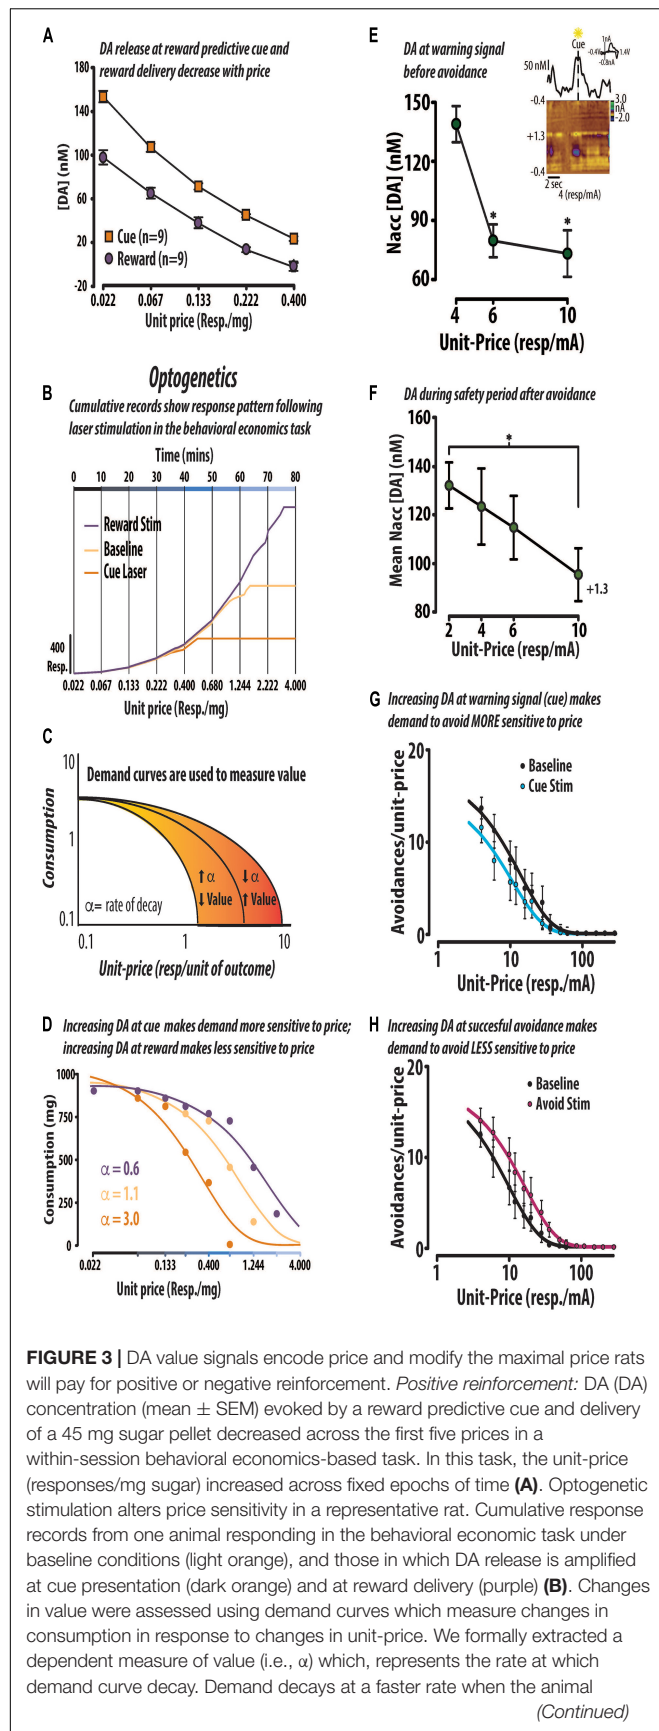 A
DA release at reward predictive cue and
reward delivery decrease with price
180
140
100
60
20
-20
[DA] (nM)
Cue (n=9)
Reward (n=9)
0.022 0.067 0.133 0.222 0.400
Unit price (Resp./mg)
Optogenetics
B
Cumulative records show response pattern following
laser stimulation in the behavioral economics task
Time (mins)
0 10 20 30 40 50 60 70 80
Reward Stim
Baseline
Cue Laser
400
Resp.
0.022 0.067 0.133 0.222 0.400 0.680 1.244 2.222 4.000
Unit price (Resp./mg)
C
Demand curves are used to measure value
10
1
0.1
Consumption
↑ α
↓ Value
↓ α
↑ Value
α= rate of decay
0.1 1 10
Unit-price (resp/unit of outcome)
D
Increasing DA at cue makes demand more sensitive to price;
increasing DA at reward makes less sensitive to price
1000
750
500
250
0
Consumption (mg)
α = 0.6
α = 1.1
α = 3.0
0.022 0.133 0.400 1.244 4.000
Unit price (Resp./mg)
E
DA at warning signal
before avoidance
Cue
1nA
-0.4V
1.4V
-0.8nA
50 nM
-0.4
+1.3
-0.4
3.0
nA
-2.0
2 sec
4 (resp/mA)
150
120
90
60
Nacc [DA] (nM)
*
*
4 6 10
Unit-Price (resp/mA)
F
DA during safety period after avoidance
160
140
120
100
80
Mean Nacc [DA] (nM)
*
+1.3
2 4 6 10
Unit-Price (resp/mA)
G
Increasing DA at warning signal (cue) makes
demand to avoid MORE sensitive to price
20
10
0
Avoidances/unit-price
Baseline
Cue Stim
1 10 100
Unit-Price (resp./mA)
H
Increasing DA at succesful avoidance makes
demand to avoid LESS sensitive to price
20
10
0
Avoidances/unit-price
Baseline
Avoid Stim
1 10 100
Unit-Price (resp./mA)
FIGURE 3 | DA value signals encode price and modify the maximal price rats
will pay for positive or negative reinforcement. Positive reinforcement: DA (DA)
concentration (mean ± SEM) evoked by a reward predictive cue and delivery
of a 45 mg sugar pellet decreased across the first five prices in a
within-session behavioral economics-based task. In this task, the unit-price
(responses/mg sugar) increased across fixed epochs of time (A). Optogenetic
stimulation alters price sensitivity in a representative rat. Cumulative response
records from one animal responding in the behavioral economic task under
baseline conditions (light orange), and those in which DA release is amplified
at cue presentation (dark orange) and at reward delivery (purple) (B). Changes
in value were assessed using demand curves which measure changes in
consumption in response to changes in unit-price. We formally extracted a
dependent measure of value (i.e., α) which, represents the rate at which
demand curve decay. Demand decays at a faster rate when the animal
(Continued)